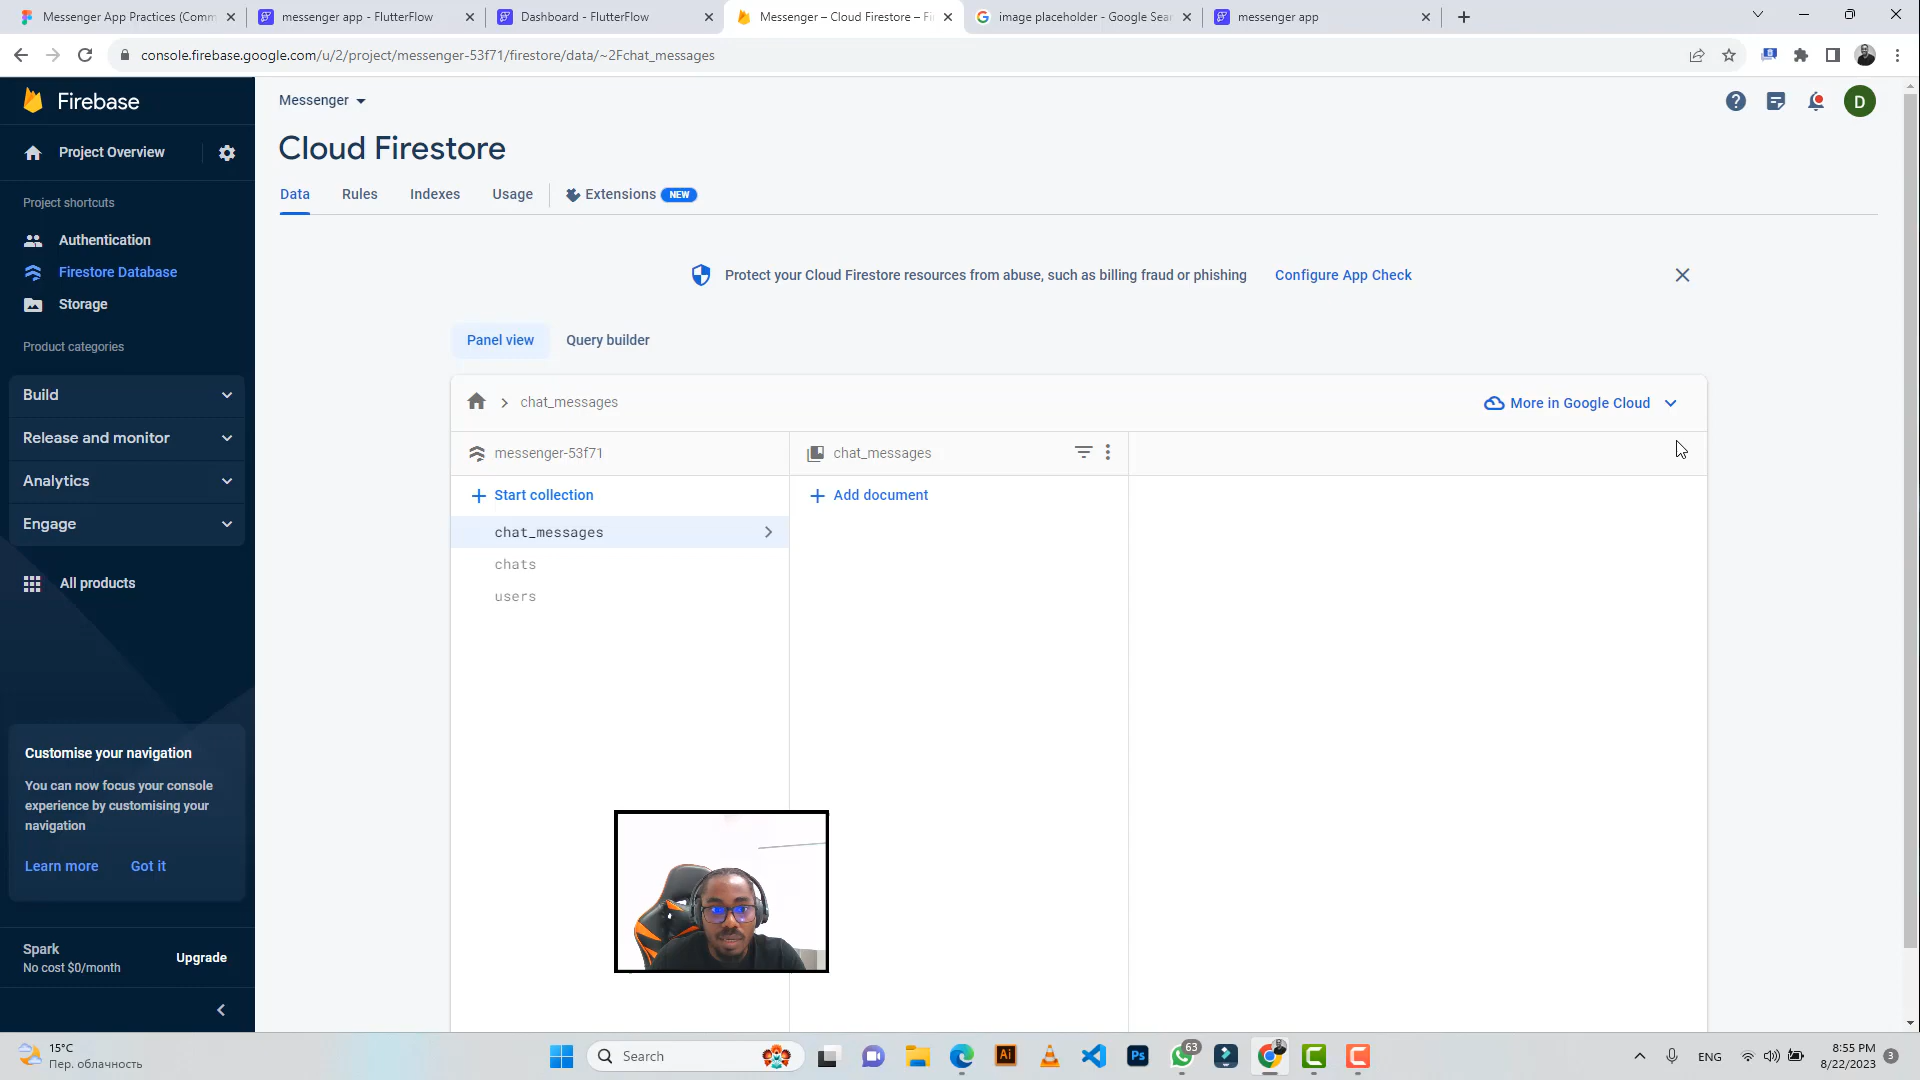 Messenger App Practices (Comm
messenger app - FlutterFlow
Dashboard - FlutterFlow
Messenger – Cloud Firestore – Fi
image placeholder - Google Sea
messenger app
console.firebase.google.com/u/2/project/messenger-53f71/firestore/data/~2Fchat_messages
Firebase
Project Overview
Project shortcuts
Authentication
Firestore Database
Storage
Product categories
Build
Release and monitor
Analytics
Engage
All products
Customise your navigation
You can now focus your console
experience by customising your
navigation
Learn more
Got it
Spark
No cost $0/month
Upgrade
Messenger
D
Cloud Firestore
Data
Rules
Indexes
Usage
Extensions
NEW
Protect your Cloud Firestore resources from abuse, such as billing fraud or phishing
Configure App Check
Panel view
Query builder
chat_messages
More in Google Cloud
messenger-53f71
chat_messages
Start collection
Add document
chat_messages
chats
users
15°C
Пер. облачность
Search
Ai
Ps
63
ENG
8:55 PM
8/22/2023
3